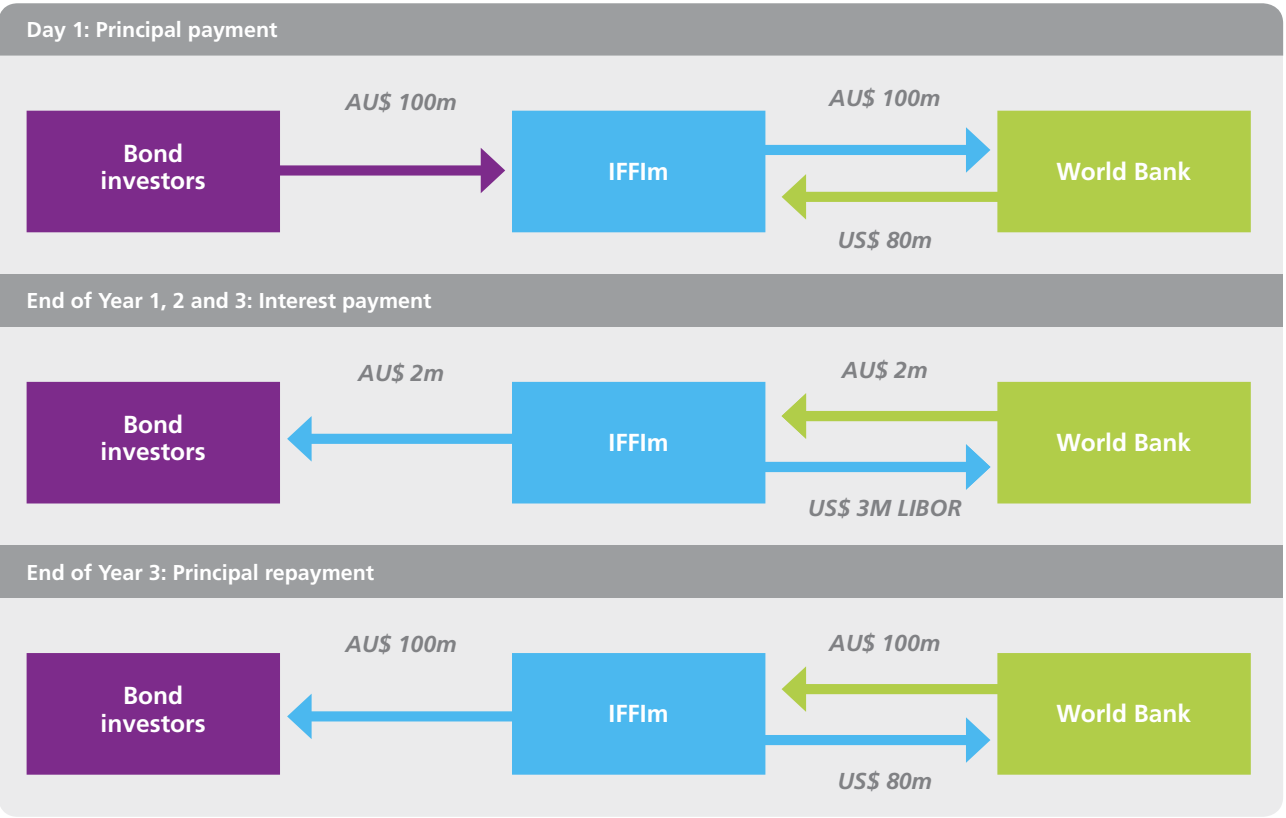 Day 1: Principal payment
AU$ 100m
AU$ 100m
Bond
investors
IFFIm
World Bank
US$ 80m
End of Year 1, 2 and 3: Interest payment
AU$ 2m
AU$ 2m
Bond
investors
IFFIm
World Bank
US$ 3M LIBOR
End of Year 3: Principal repayment
AU$ 100m
AU$ 100m
Bond
investors
IFFIm
World Bank
US$ 80m